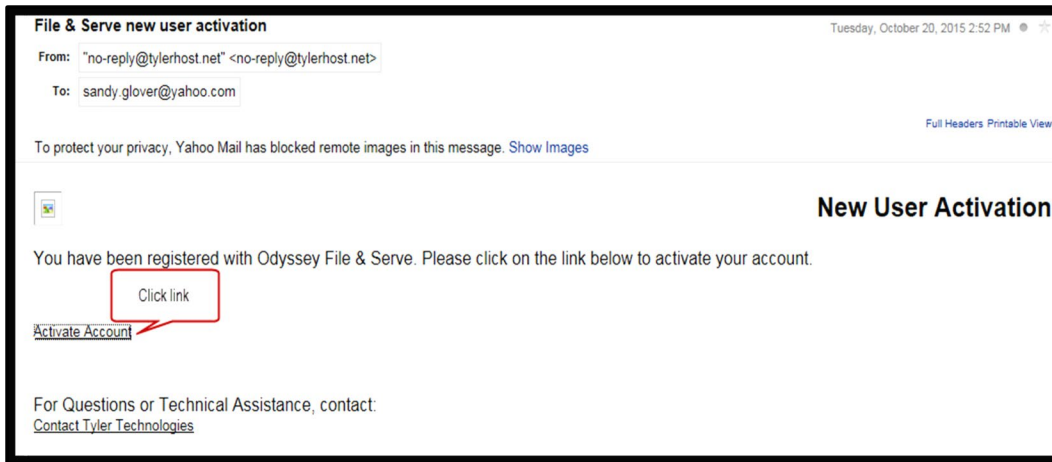 File & Serve new user activation
Tuesday, October 20, 2015 2:52 PM
From: "no-reply@tylerhost.net" <no-reply@tylerhost.net>
To: sandy.glover@yahoo.com
Full Headers Printable View
To protect your privacy, Yahoo Mail has blocked remote images in this message. Show Images
New User Activation
You have been registered with Odyssey File & Serve. Please click on the link below to activate your account.
Click link
Activate Account
For Questions or Technical Assistance, contact:
Contact Tyler Technologies